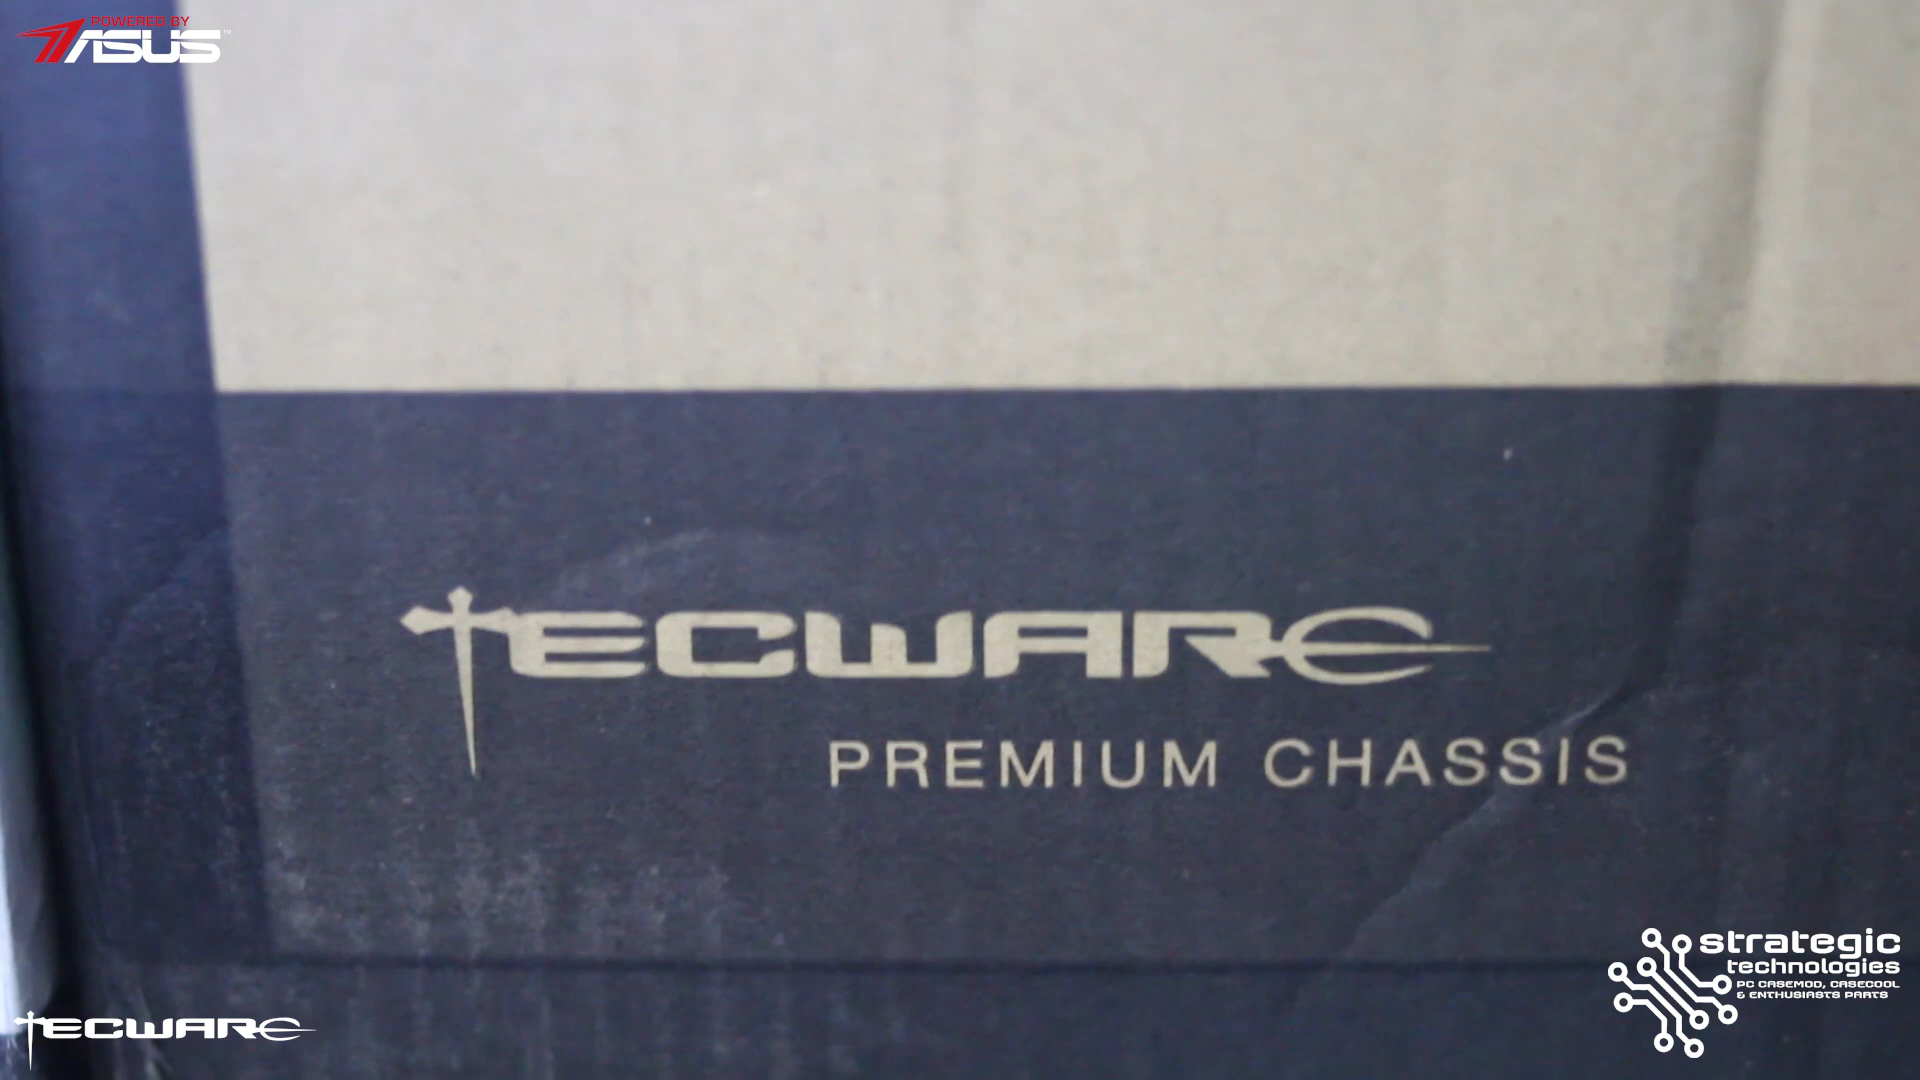 POWERED BY
ASUS
TECWARE
PREMIUM CHASSIS
strategic
technologies
PC CASEMOD, CASECOOL
& ENTHUSIASTS PARTS
TECWARE